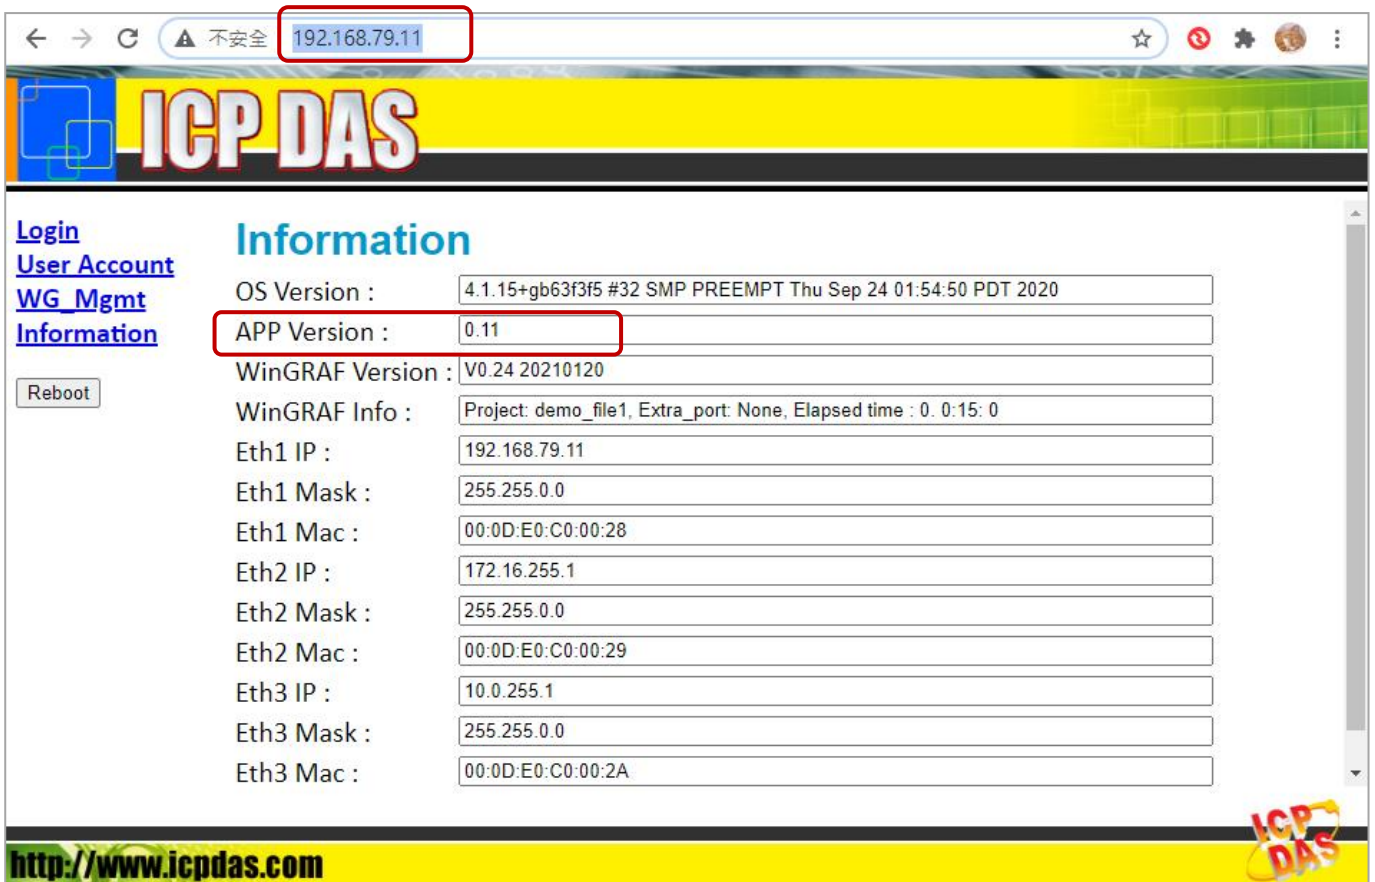 不安全 192.168.79.11
ICP DAS
Login
User Account
WG_Mgmt
Information
Reboot
Information
OS Version : 4.1.15+gb63f3f5 #32 SMP PREEMPT Thu Sep 24 01:54:50 PDT 2020
APP Version : 0.11
WinGRAF Version : V0.24 20210120
WinGRAF Info : Project: demo_file1, Extra_port: None, Elapsed time : 0. 0:15: 0
Eth1 IP : 192.168.79.11
Eth1 Mask : 255.255.0.0
Eth1 Mac : 00:0D:E0:C0:00:28
Eth2 IP : 172.16.255.1
Eth2 Mask : 255.255.0.0
Eth2 Mac : 00:0D:E0:C0:00:29
Eth3 IP : 10.0.255.1
Eth3 Mask : 255.255.0.0
Eth3 Mac : 00:0D:E0:C0:00:2A
ICP
DAS
http://www.icpdas.com